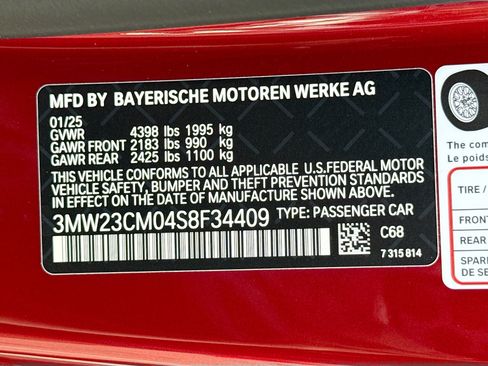 MFD BY BAYERISCHE MOTOREN WERKE AG
01/25
GVWR 4398 lbs 1995 kg
GAWR FRONT 2183 lbs 990 kg
GAWR REAR 2425 lbs 1100 kg
THIS VEHICLE CONFORMS TO ALL APPLICABLE U.S.FEDERAL MOTOR
VEHICLE SAFETY, BUMPER AND THEFT PREVENTION STANDARDS
IN EFFECT ON THE DATE OF MANUFACTURE SHOWN ABOVE.
3MW23CM04S8F34409 TYPE: PASSENGER CAR
C68
7 315 814
The com
Le poids
TIRE /
FRONT
REAR
SPARE
DE SE